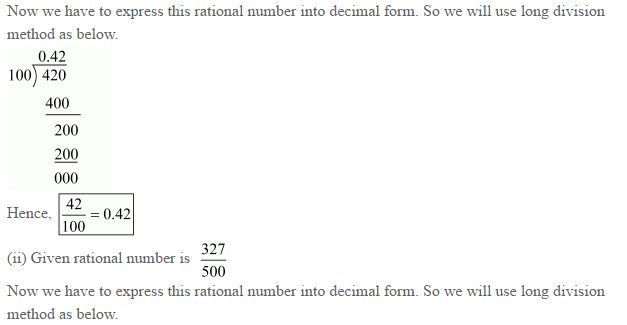 Now we have to express this rational number into decimal form. So we will use long division
method as below.
0.42
100) 420
400
200
200
000
Hence, 42/100 = 0.42
(ii) Given rational number is 327/500
Now we have to express this rational number into decimal form. So we will use long division
method as below.